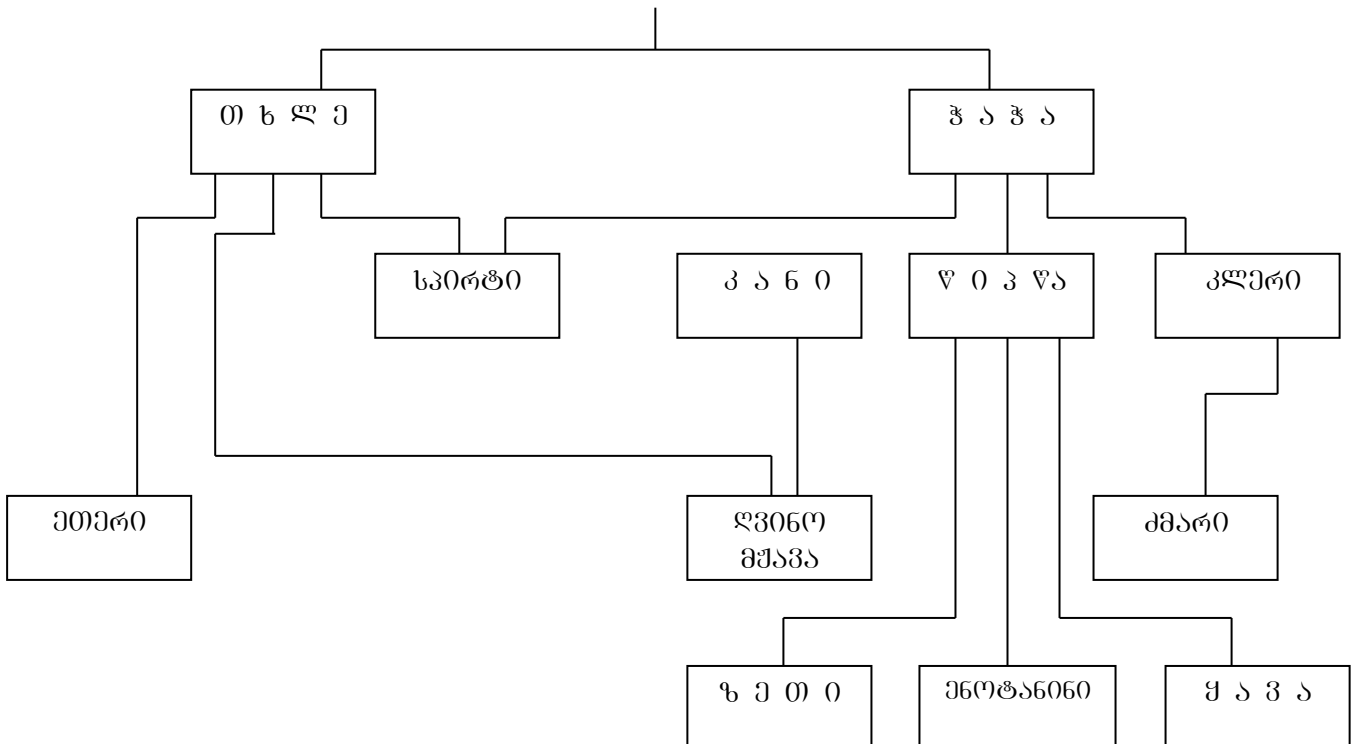 თ ხ ლ ე
ჭ ა ჭ ა
სპირტი
კ ა ნ ი
წ ი პ წა
კლერი
ეთერი
ღვინო
მჟავა
ძმარი
ზ ე თ ი
ენოტანინი
ყ ა ვ ა